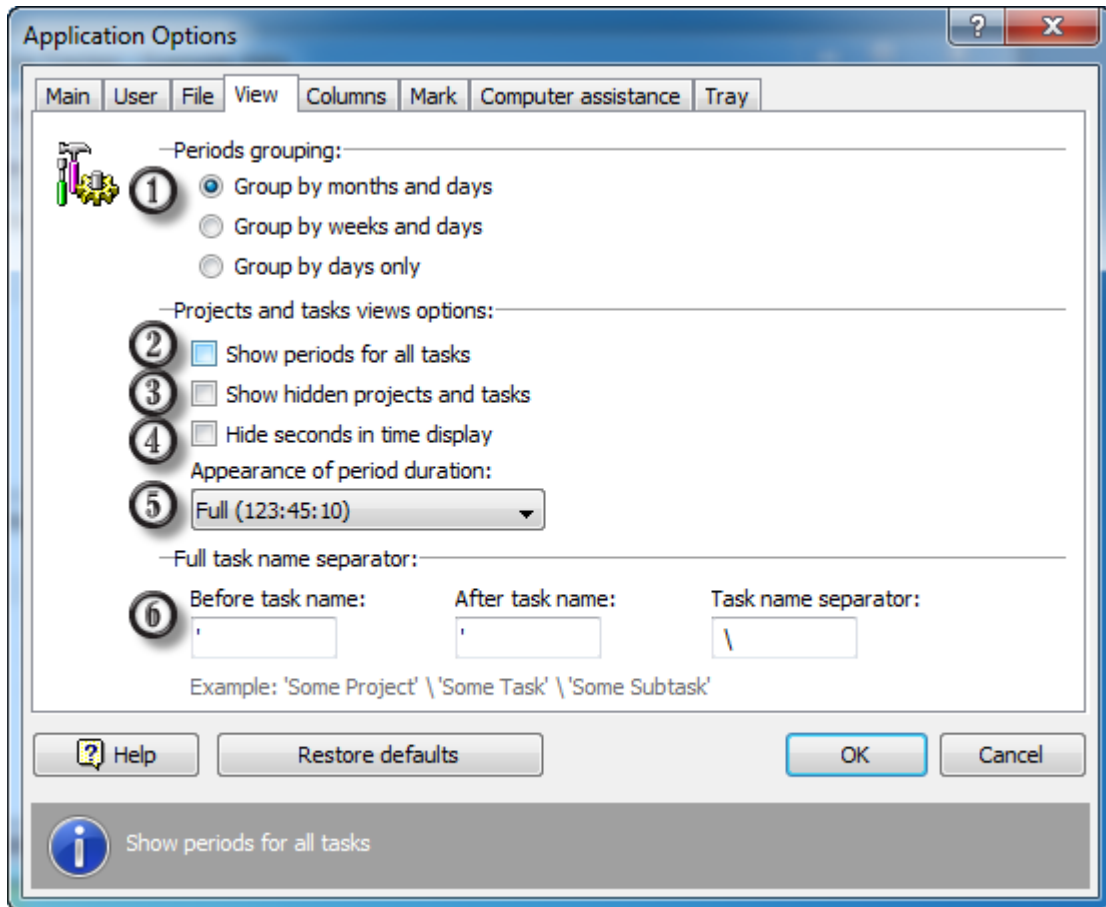 Application Options
?
X
Main User File View Columns Mark Computer assistance Tray
Periods grouping:
1 Group by months and days
Group by weeks and days
Group by days only
Projects and tasks views options:
2 Show periods for all tasks
3 Show hidden projects and tasks
4 Hide seconds in time display
Appearance of period duration:
5 Full (123:45:10)
Full task name separator:
6 Before task name: After task name: Task name separator:
' ' \
Example: 'Some Project' \ 'Some Task' \ 'Some Subtask'
? Help Restore defaults OK Cancel
i Show periods for all tasks